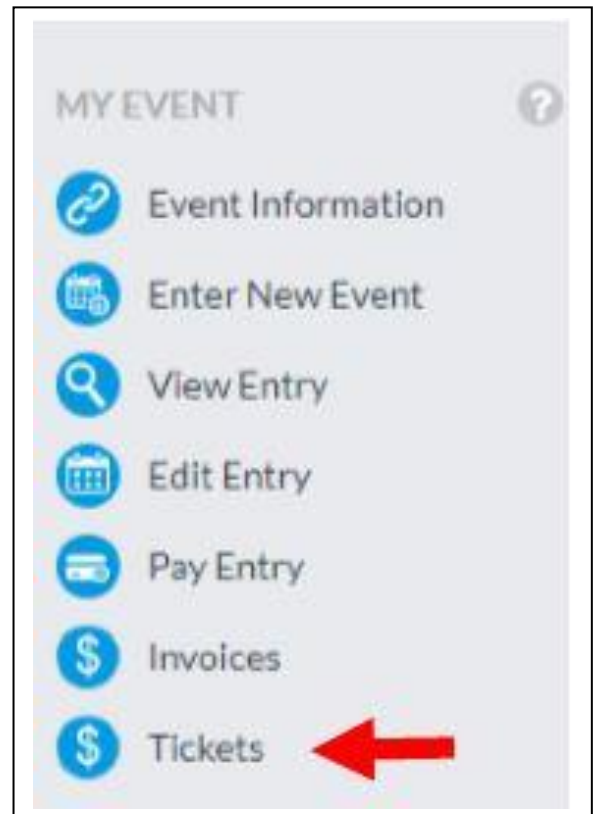 MY EVENT ?
Event Information
Enter New Event
View Entry
Edit Entry
Pay Entry
$ Invoices
$ Tickets